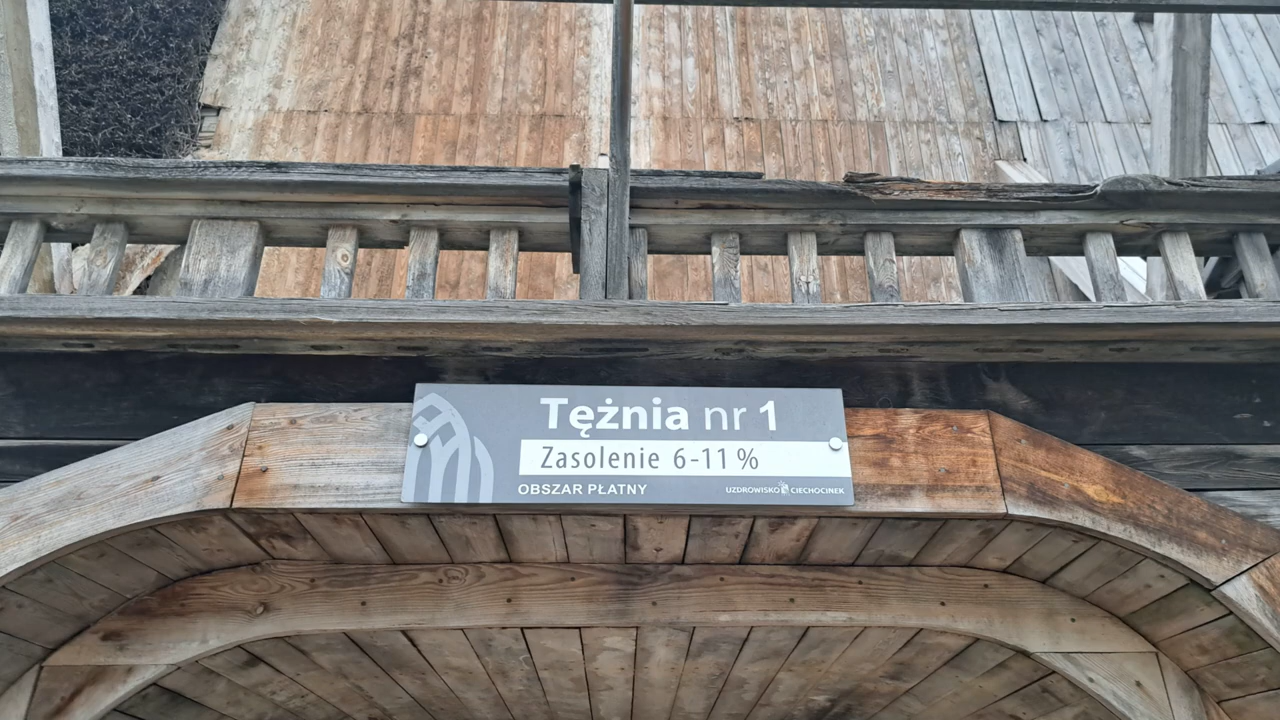 Tężnia nr 1
Zasolenie 6-11 %
OBSZAR PŁATNY
UZDROWISKO CIECHOCINEK